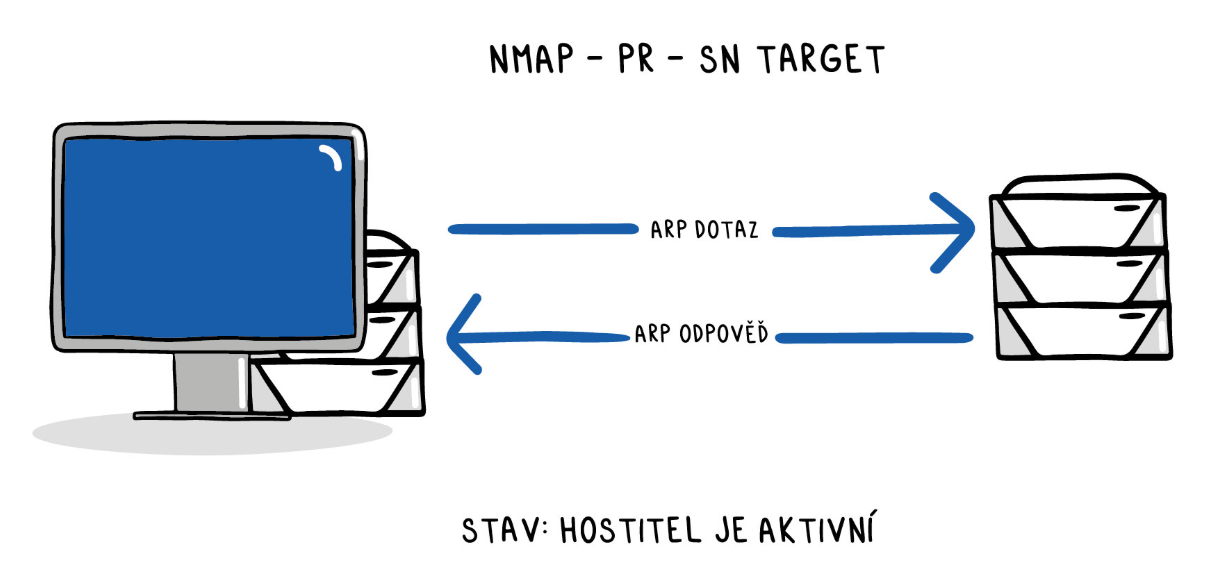 NMAP - PR - SN TARGET
ARP DOTAZ
ARP ODPOVĚĎ
STAV: HOSTITEL JE AKTIVNÍ